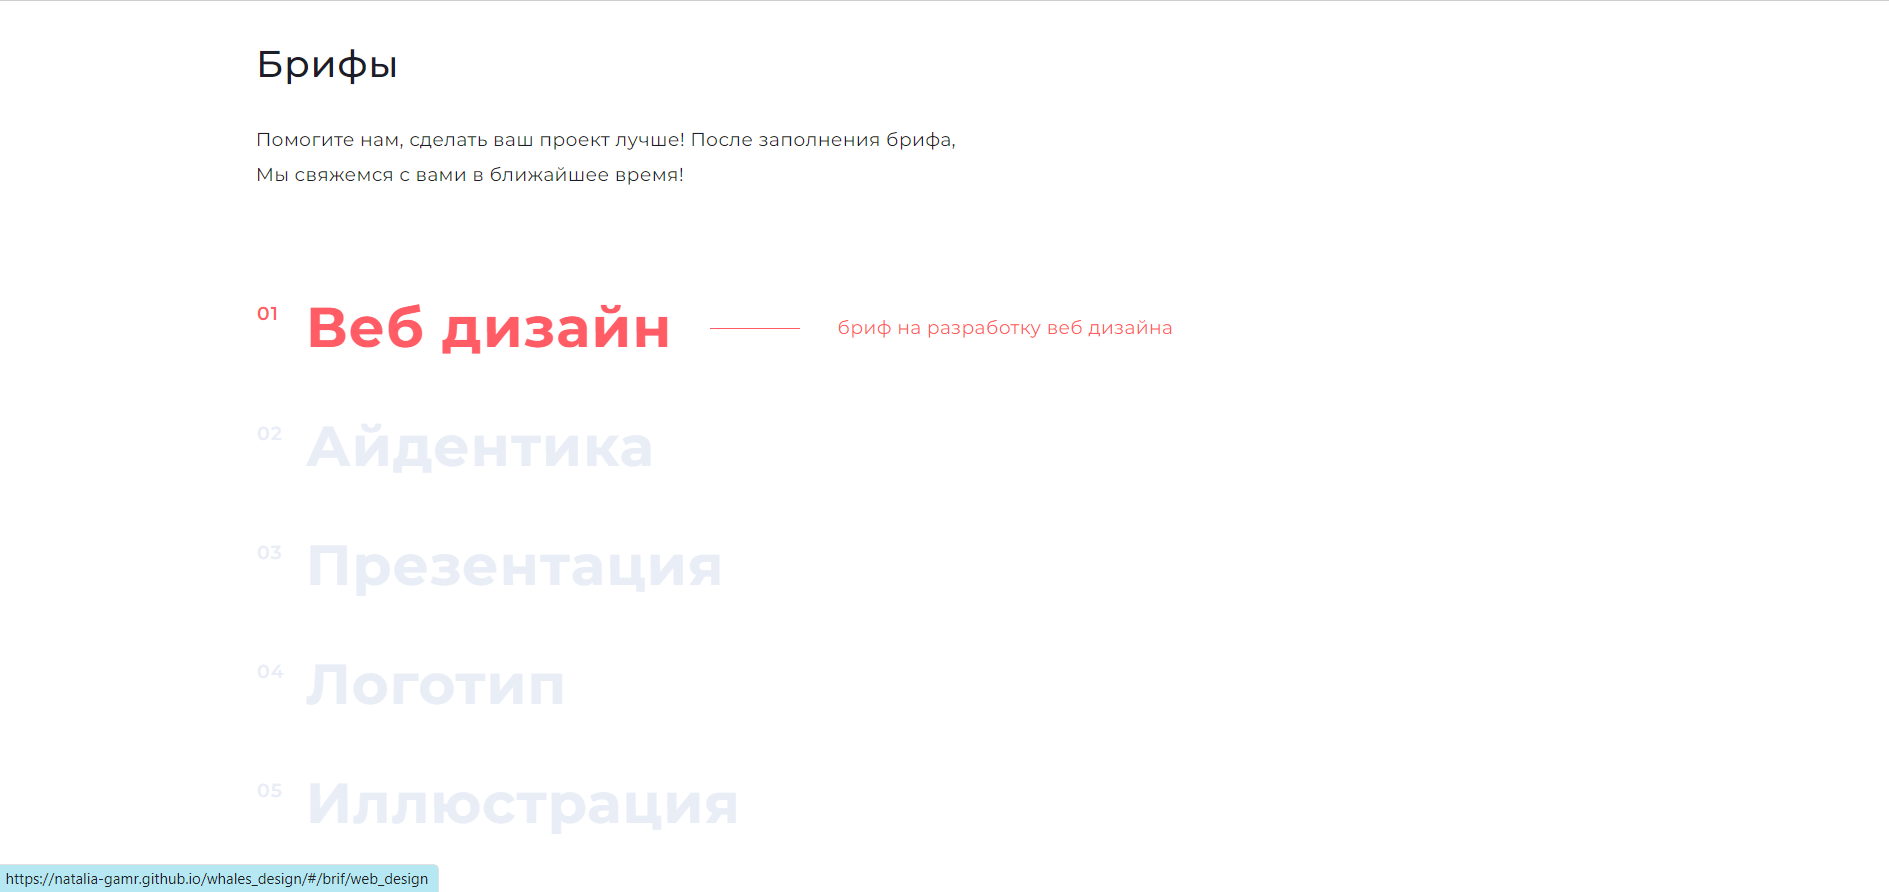 Брифы
Помогите нам, сделать ваш проект лучше! После заполнения брифа,
Мы свяжемся с вами в ближайшее время!
01 Веб дизайн бриф на разработку веб дизайна
02 Айдентика
03 Презентация
04 Логотип
05 Иллюстрация
https://natalia-gamr.github.io/whales_design/#/brif/web_design